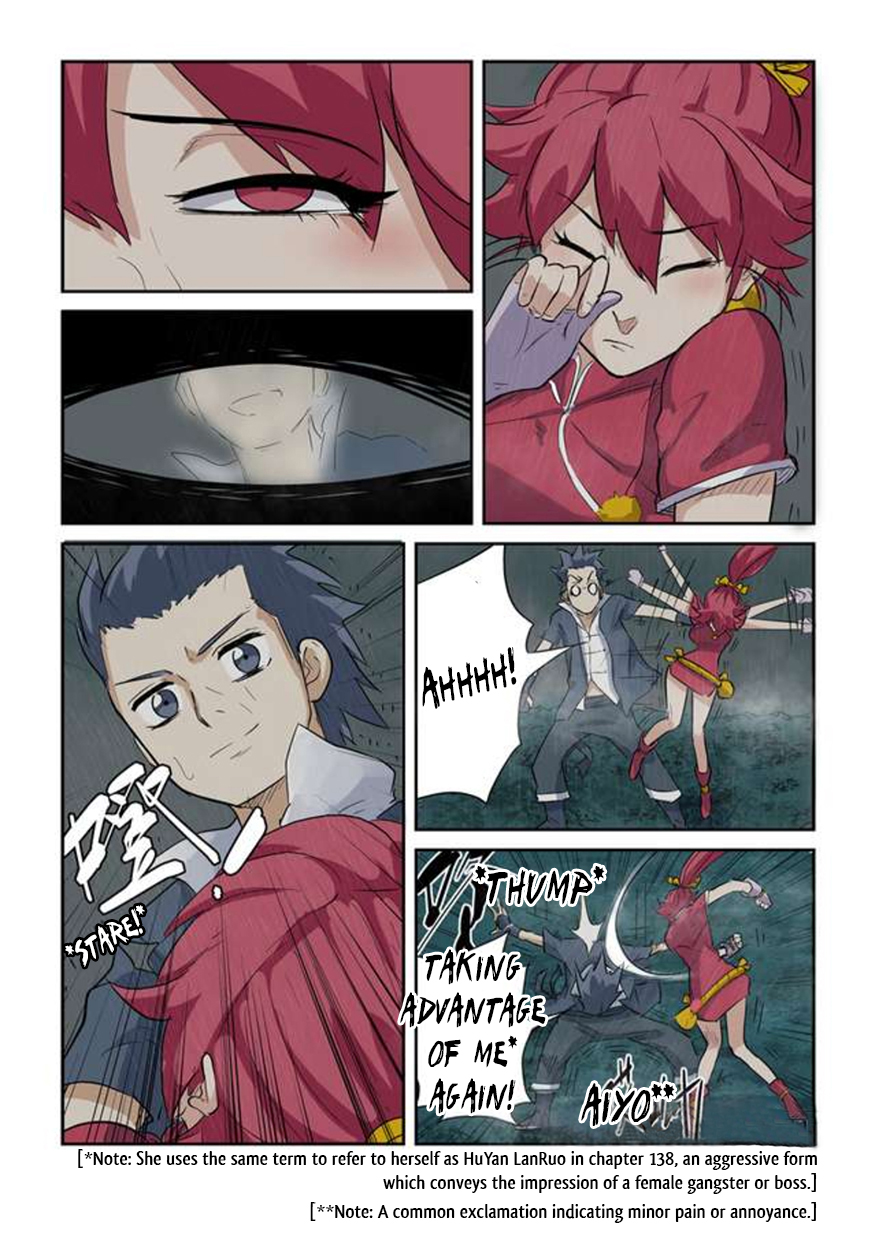 AHHHH!
瞪
*STARE!*
*THUMP*
TAKING
ADVANTAGE
OF ME*
AGAIN!
AIYO**
[*Note: She uses the same term to refer to herself as HuYan LanRuo in chapter 138, an aggressive form
which conveys the impression of a female gangster or boss.]
[**Note: A common exclamation indicating minor pain or annoyance.]